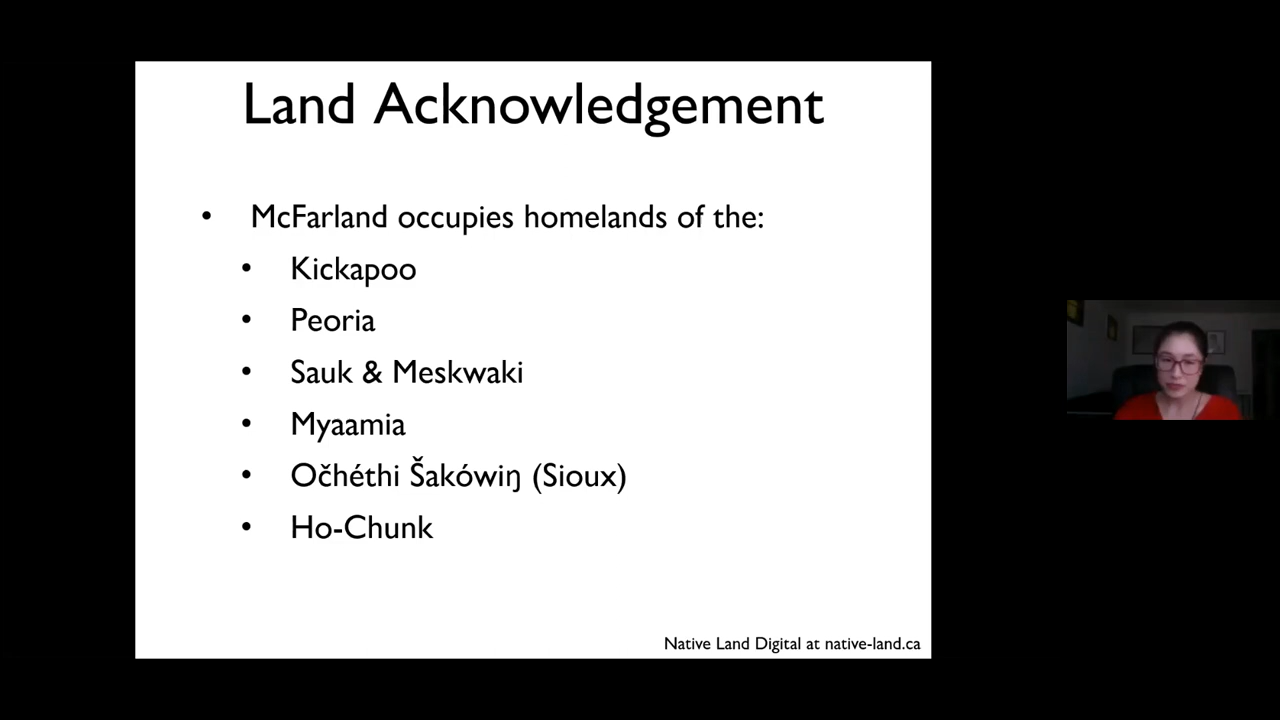 Land Acknowledgement
• McFarland occupies homelands of the:
• Kickapoo
• Peoria
• Sauk & Meskwaki
• Myaamia
• Očhéthi Šakówiŋ (Sioux)
• Ho-Chunk
Native Land Digital at native-land.ca